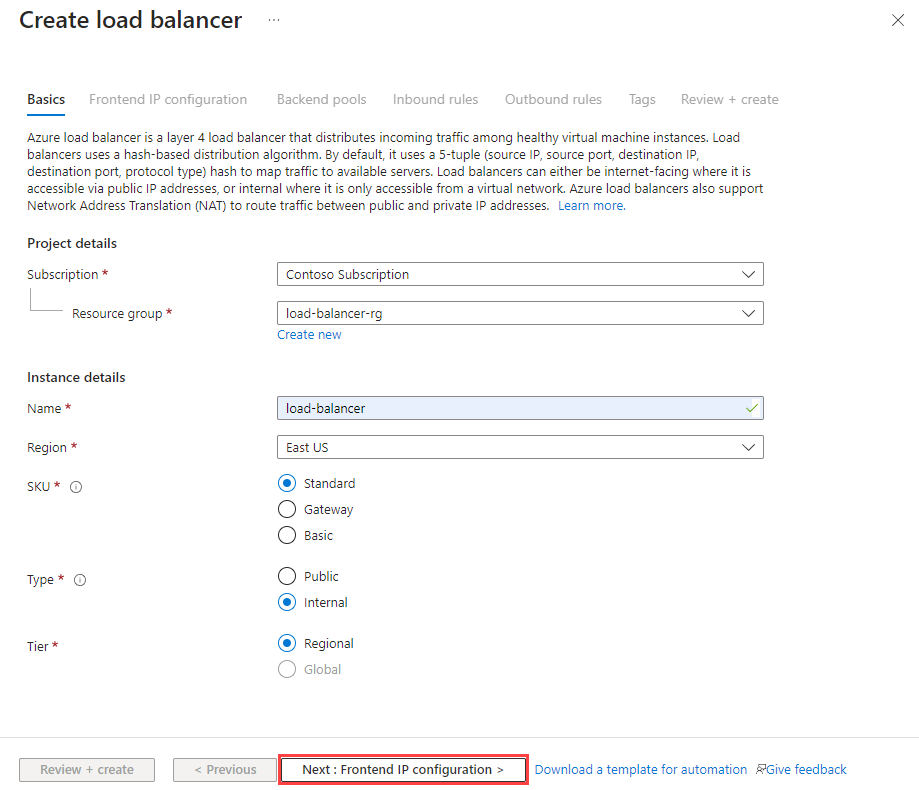 Create load balancer ...
Basics Frontend IP configuration Backend pools Inbound rules Outbound rules Tags Review + create
Azure load balancer is a layer 4 load balancer that distributes incoming traffic among healthy virtual machine instances. Load
balancers uses a hash-based distribution algorithm. By default, it uses a 5-tuple (source IP, source port, destination IP,
destination port, protocol type) hash to map traffic to available servers. Load balancers can either be internet-facing where it is
accessible via public IP addresses, or internal where it is only accessible from a virtual network. Azure load balancers also support
Network Address Translation (NAT) to route traffic between public and private IP addresses. Learn more.
Project details
Subscription * Contoso Subscription
Resource group * load-balancer-rg
Create new
Instance details
Name * load-balancer
Region * East US
SKU * Standard
Gateway
Basic
Type * Public
Internal
Tier * Regional
Global
Review + create < Previous Next : Frontend IP configuration > Download a template for automation Give feedback